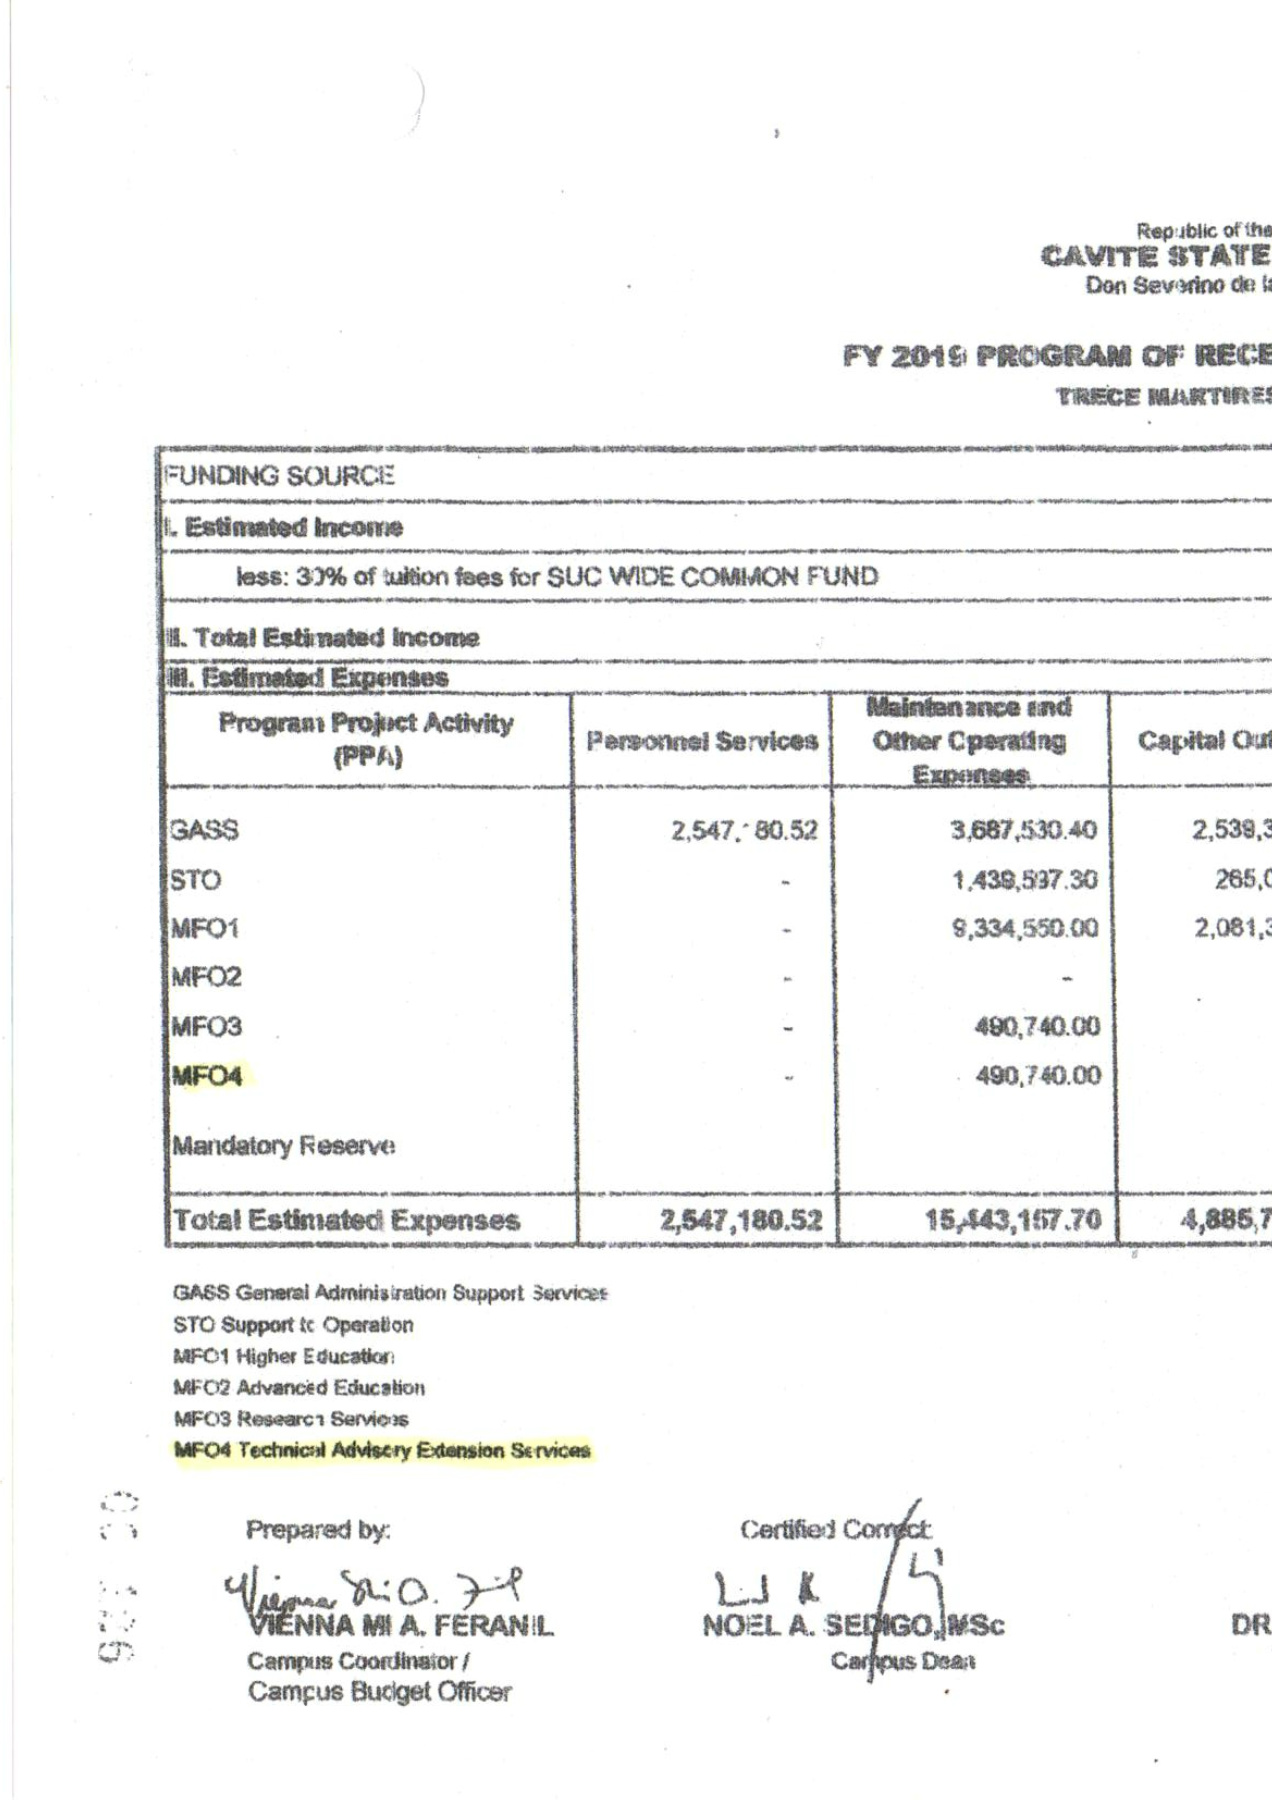 Republic of the
CAVITE STATE
Don Severino de la
FY 2019 PROGRAM OF RECE
TRECE MARTIRES
FUNDING SOURCE
I. Estimated Income
less: 30% of tuition fees for SUC WIDE COMMON FUND
II. Total Estimated Income
III. Estimated Expenses
Program Project Activity (PPA) Personnel Services Maintenance and Other Operating Expenses Capital Out
GASS 2,547,180.52 3,687,530.40 2,539,3
STO - 1,439,597.30 265,0
MFO1 - 9,334,550.00 2,081,3
MFO2 - -
MFO3 - 490,740.00
MFO4 - 490,740.00
Mandatory Reserve
Total Estimated Expenses 2,547,180.52 15,443,157.70 4,885,7
GASS General Administration Support Services
STO Support to Operation
MFO1 Higher Education
MFO2 Advanced Education
MFO3 Research Services
MFO4 Technical Advisory Extension Services
Prepared by: Certified Correct:
VIENNA MI A. FERANIL NOEL A. SEDIGO, MSc DR
Campus Coordinator / Campus Dean
Campus Budget Officer